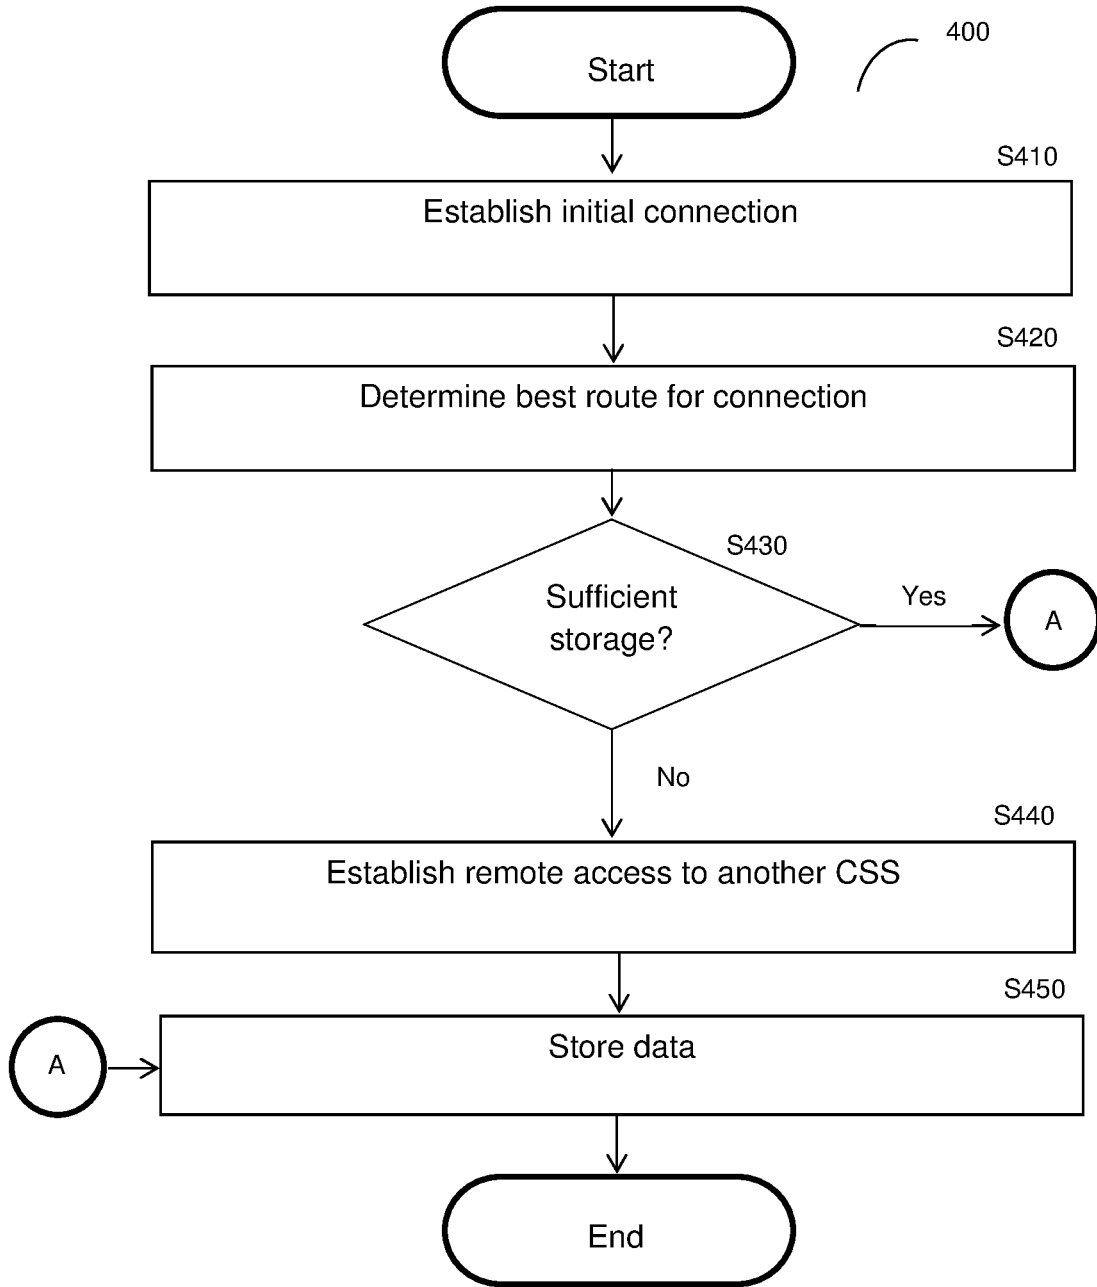 400
Start
S410
Establish initial connection
S420
Determine best route for connection
S430
Sufficient
storage?
Yes
A
No
S440
Establish remote access to another CSS
S450
A
Store data
End